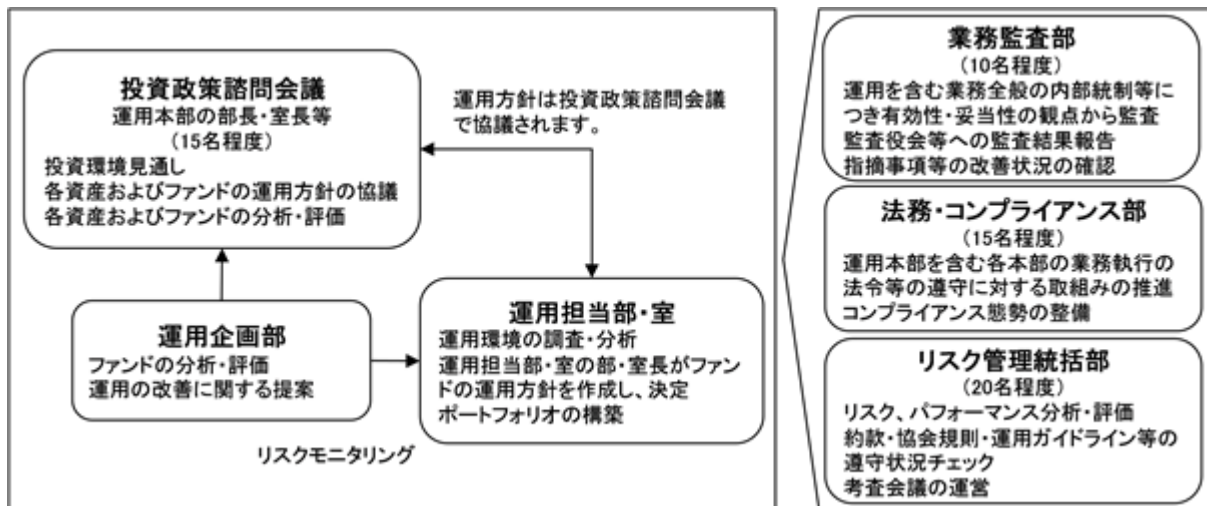 投資政策諮問会議
運用本部の部長・室長等
(15名程度)
投資環境見通し
各資産およびファンドの運用方針の協議
各資産およびファンドの分析・評価
運用方針は投資政策諮問会議
で協議されます。
運用企画部
ファンドの分析・評価
運用の改善に関する提案
運用担当部・室
運用環境の調査・分析
運用担当部・室の部・室長がファン
ドの運用方針を作成し、決定
ポートフォリオの構築
リスクモニタリング
業務監査部
(10名程度)
運用を含む業務全般の内部統制等に
つき有効性・妥当性の観点から監査
監査役会等への監査結果報告
指摘事項等の改善状況の確認
法務・コンプライアンス部
(15名程度)
運用本部を含む各本部の業務執行の
法令等の遵守に対する取組みの推進
コンプライアンス態勢の整備
リスク管理統括部
(20名程度)
リスク、パフォーマンス分析・評価
約款・協会規則・運用ガイドライン等の
遵守状況チェック
考査会議の運営